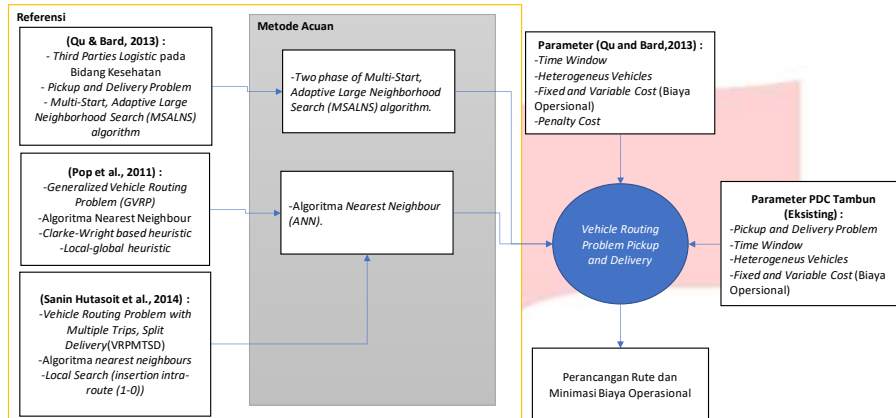 Referensi
(Qu & Bard, 2013) :
- Third Parties Logistic pada
Bidang Kesehatan
- Pickup and Delivery Problem
- Multi-Start, Adaptive Large
Neighborhood Search (MSALNS)
algorithm
(Pop et al., 2011) :
-Generalized Vehicle Routing
Problem (GVRP)
-Algoritma Nearest Neighbour
-Clarke-Wright based heuristic
-Local-global heuristic
(Sanin Hutasoit et al., 2014) :
-Vehicle Routing Problem with
Multiple Trips, Split
Delivery(VRPMTSD)
-Algoritma nearest neighbours
-Local Search (insertion intra-
route (1-0))
Metode Acuan
-Two phase of Multi-Start,
Adaptive Large Neighborhood
Search (MSALNS) algorithm.
-Algoritma Nearest Neighbour
(ANN).
Parameter (Qu and Bard,2013) :
-Time Window
-Heterogeneus Vehicles
-Fixed and Variable Cost (Biaya
Opersional)
-Penalty Cost
Vehicle Routing
Problem Pickup
and Delivery
Parameter PDC Tambun
(Eksisting) :
-Pickup and Delivery Problem
-Time Window
-Heterogeneus Vehicles
-Fixed and Variable Cost (Biaya
Opersional)
Perancangan Rute dan
Minimasi Biaya Operasional